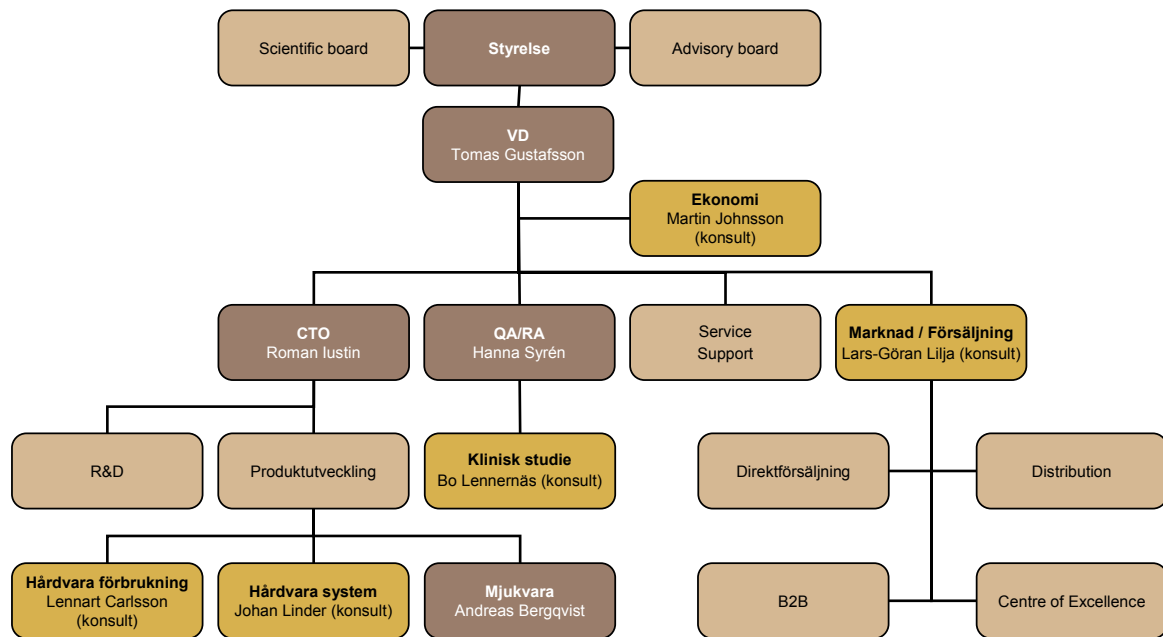 Scientific board
Styrelse
Advisory board
VD
Tomas Gustafsson
Ekonomi
Martin Johnsson
(konsult)
CTO
Roman Iustin
QA/RA
Hanna Syrén
Service
Support
Marknad / Försäljning
Lars-Göran Lilja (konsult)
R&D
Produktutveckling
Klinisk studie
Bo Lennernäs (konsult)
Direktförsäljning
Distribution
Hårdvara förbrukning
Lennart Carlsson
(konsult)
Hårdvara system
Johan Linder (konsult)
Mjukvara
Andreas Bergqvist
B2B
Centre of Excellence